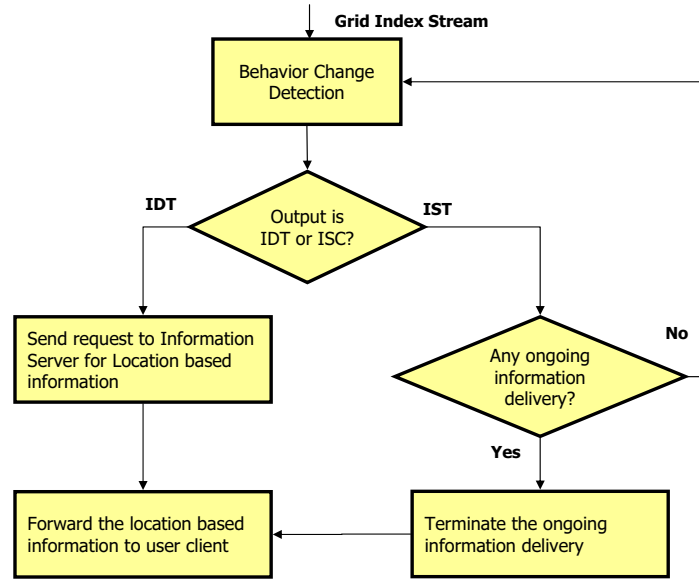 Grid Index Stream
Behavior Change
Detection
IDT
IST
Output is
IDT or ISC?
Send request to Information
Server for Location based
information
No
Any ongoing
information
delivery?
Yes
Forward the location based
information to user client
Terminate the ongoing
information delivery